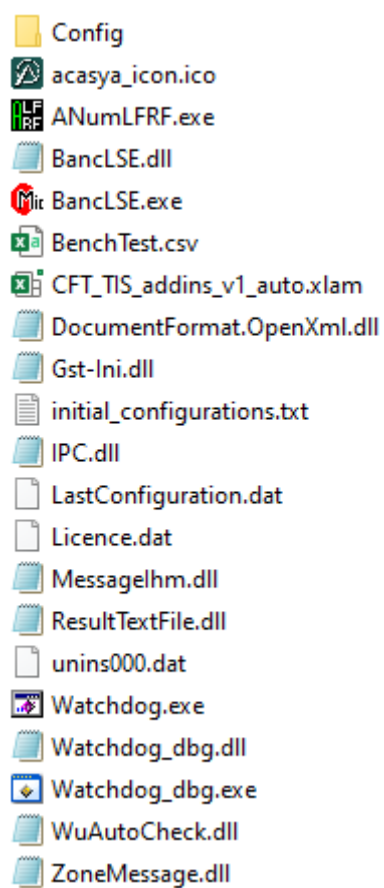 Config
acasya_icon.ico
ANumLFRF.exe
BancLSE.dll
BancLSE.exe
BenchTest.csv
CFT_TIS_addins_v1_auto.xlam
DocumentFormat.OpenXml.dll
Gst-Ini.dll
initial_configurations.txt
IPC.dll
LastConfiguration.dat
Licence.dat
MessageIhm.dll
ResultTextFile.dll
unins000.dat
Watchdog.exe
Watchdog_dbg.dll
Watchdog_dbg.exe
WuAutoCheck.dll
ZoneMessage.dll